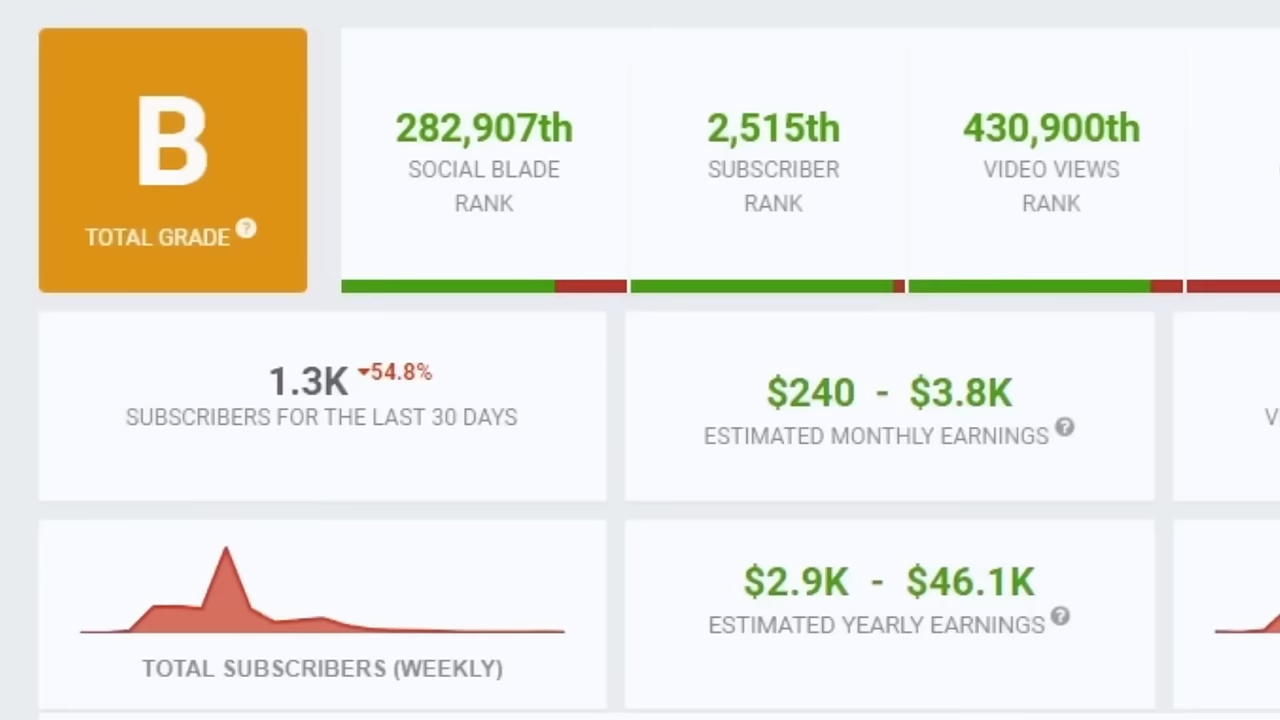 B
TOTAL GRADE ?
282,907th
SOCIAL BLADE
RANK
2,515th
SUBSCRIBER
RANK
430,900th
VIDEO VIEWS
RANK
1.3K 54.8%
SUBSCRIBERS FOR THE LAST 30 DAYS
$240 - $3.8K
ESTIMATED MONTHLY EARNINGS ?
TOTAL SUBSCRIBERS (WEEKLY)
$2.9K - $46.1K
ESTIMATED YEARLY EARNINGS ?